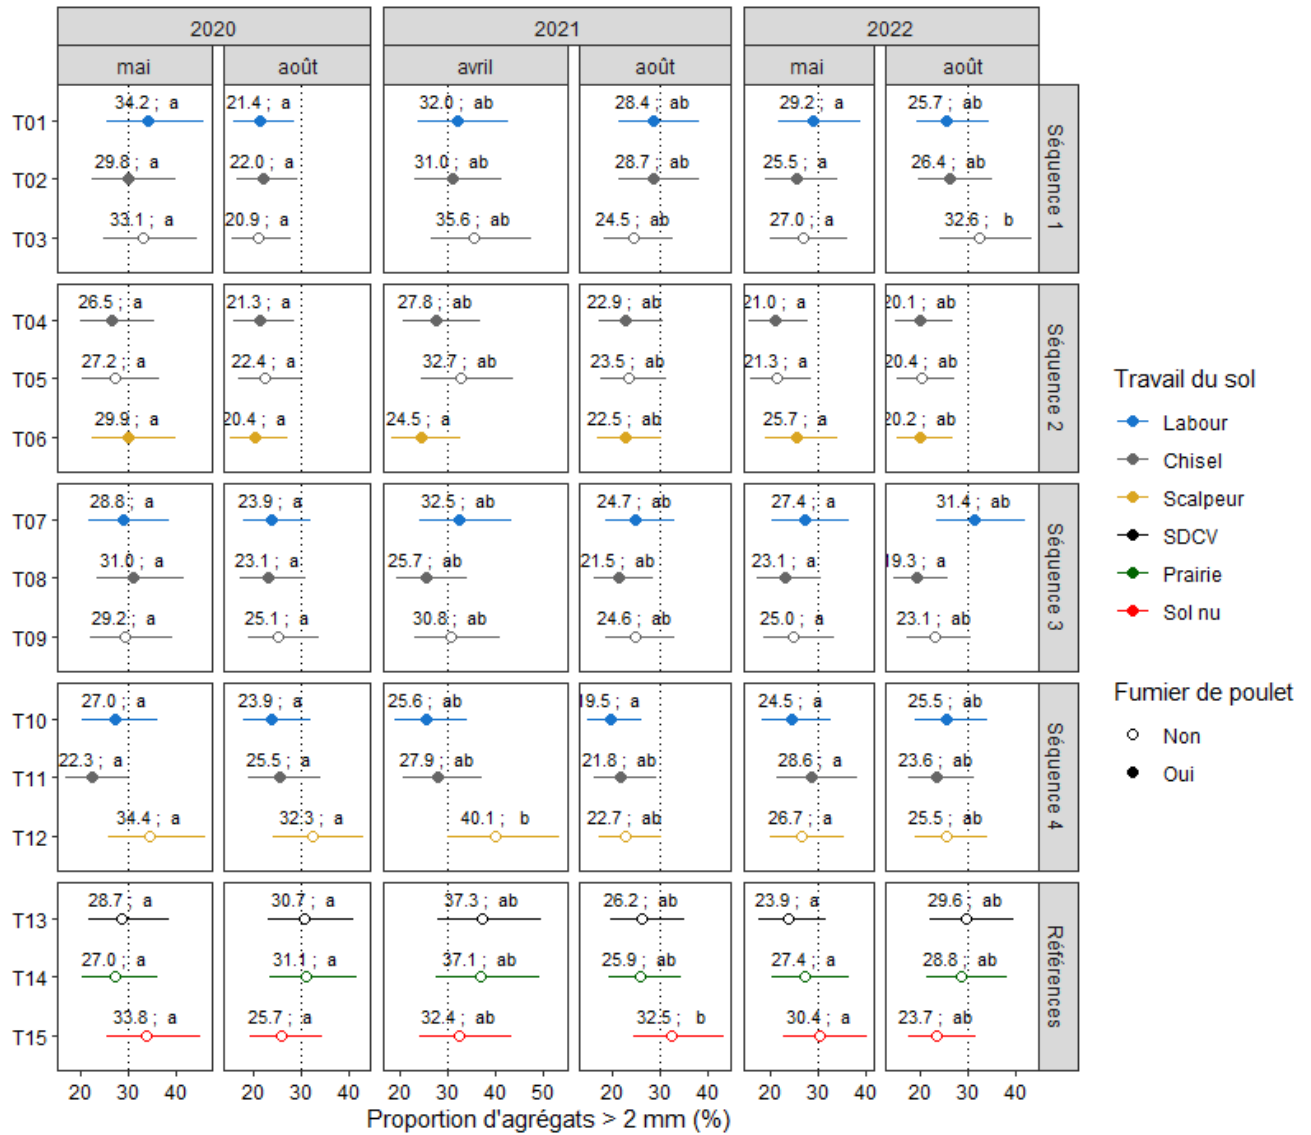 2020 2021 2022
mai août avril août mai août
34.2 ; a 21.4 ; a 32.0 ; ab 28.4 ; ab 29.2 ; a 25.7 ; ab
T01
29.8 ; a 22.0 ; a 31.0 ; ab 28.7 ; ab 25.5 ; a 26.4 ; ab
T02
33.1 ; a 20.9 ; a 35.6 ; ab 24.5 ; ab 27.0 ; a 32.6 ; b
T03
Séquence 1
26.5 ; a 21.3 ; a 27.8 ; ab 22.9 ; ab 21.0 ; a 20.1 ; ab
T04
27.2 ; a 22.4 ; a 32.7 ; ab 23.5 ; ab 21.3 ; a 20.4 ; ab
T05
29.9 ; a 20.4 ; a 24.5 ; a 22.5 ; ab 25.7 ; a 20.2 ; ab
T06
Séquence 2
28.8 ; a 23.9 ; a 32.5 ; ab 24.7 ; ab 27.4 ; a 31.4 ; ab
T07
31.0 ; a 23.1 ; a 25.7 ; ab 21.5 ; ab 23.1 ; a 19.3 ; a
T08
29.2 ; a 25.1 ; a 30.8 ; ab 24.6 ; ab 25.0 ; a 23.1 ; ab
T09
Séquence 3
27.0 ; a 23.9 ; a 25.6 ; ab 19.5 ; a 24.5 ; a 25.5 ; ab
T10
22.3 ; a 25.5 ; a 27.9 ; ab 21.8 ; ab 28.6 ; a 23.6 ; ab
T11
34.4 ; a 32.3 ; a 40.1 ; b 22.7 ; ab 26.7 ; a 25.5 ; ab
T12
Séquence 4
28.7 ; a 30.7 ; a 37.3 ; ab 26.2 ; ab 23.9 ; a 29.6 ; ab
T13
27.0 ; a 31.1 ; a 37.1 ; ab 25.9 ; ab 27.4 ; a 28.8 ; ab
T14
33.8 ; a 25.7 ; a 32.4 ; ab 32.5 ; b 30.4 ; a 23.7 ; ab
T15
Références
20 30 40 20 30 40 20 30 40 50 20 30 40 20 30 40 20 30 40
Proportion d'agrégats > 2 mm (%)
Travail du sol
Labour
Chisel
Scalpeur
SDCV
Prairie
Sol nu
Fumier de poulet
Non
Oui